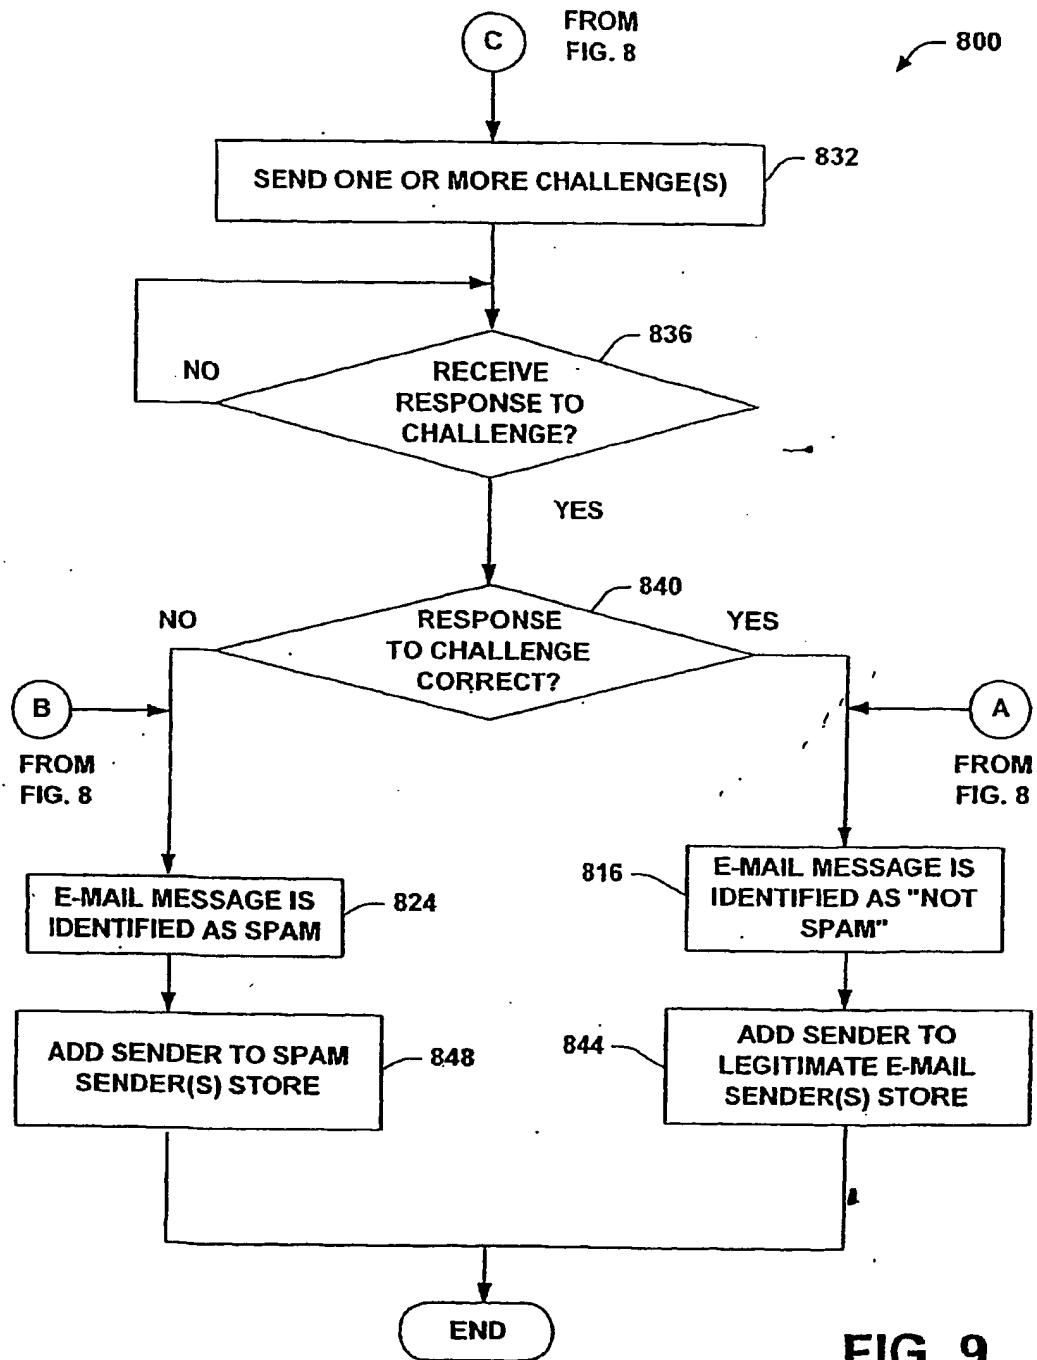 C
FROM
FIG. 8
800
SEND ONE OR MORE CHALLENGE(S)
832
836
NO
RECEIVE
RESPONSE TO
CHALLENGE?
YES
840
NO
RESPONSE
TO CHALLENGE
CORRECT?
YES
B
FROM
FIG. 8
A
FROM
FIG. 8
E-MAIL MESSAGE IS
IDENTIFIED AS SPAM
824
816
E-MAIL MESSAGE IS
IDENTIFIED AS "NOT
SPAM"
ADD SENDER TO SPAM
SENDER(S) STORE
848
844
ADD SENDER TO
LEGITIMATE E-MAIL
SENDER(S) STORE
END
FIG. 9